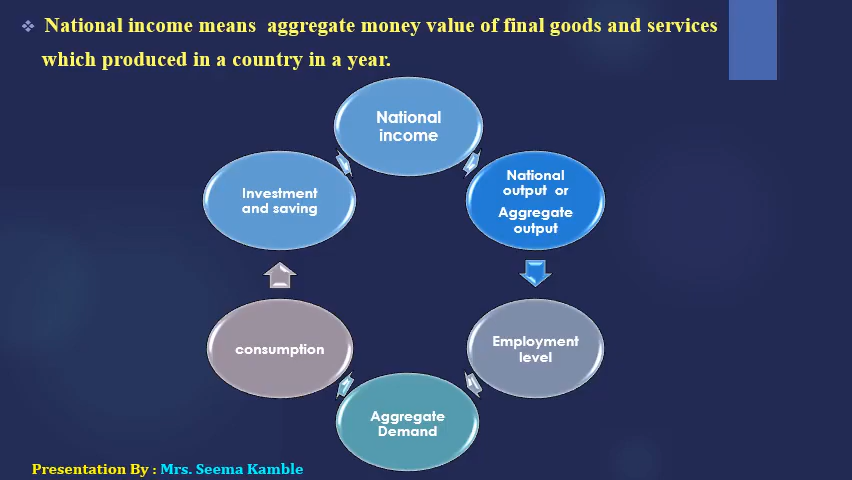 National income means aggregate money value of final goods and services
which produced in a country in a year.
National
income
National
output or
Aggregate
output
Employment
level
Aggregate
Demand
consumption
Investment
and saving
Presentation By : Mrs. Seema Kamble